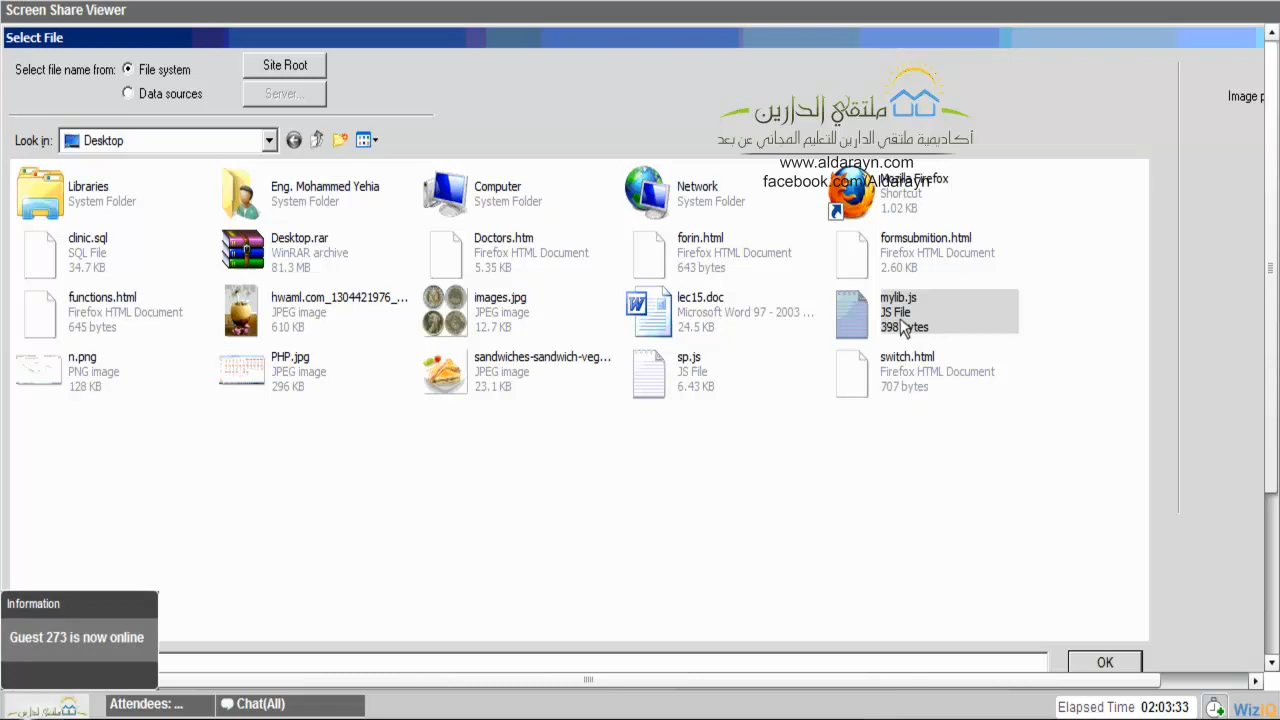 Screen Share Viewer
Select File
Select file name from:
File system
Site Root
Data sources
Server...
ملتقي الدارين
أكاديمية ملتقي الدارين للتعليم المجاني عن بعد
www.aldarayn.com
facebook.com/Aldarayn
Image p
Look in:
Desktop
Libraries
System Folder
Eng. Mohammed Yehia
System Folder
Computer
System Folder
Network
System Folder
Mozilla Firefox
Shortcut
1.02 KB
clinic.sql
SQL File
34.7 KB
Desktop.rar
WinRAR archive
81.3 MB
Doctors.htm
Firefox HTML Document
5.35 KB
forin.html
Firefox HTML Document
643 bytes
formsubmition.html
Firefox HTML Document
2.60 KB
functions.html
Firefox HTML Document
645 bytes
hwaml.com_1304421976_...
JPEG image
610 KB
images.jpg
JPEG image
12.7 KB
lec15.doc
Microsoft Word 97 - 2003 ...
24.5 KB
mylib.js
JS File
398 bytes
n.png
PNG image
128 KB
PHP.jpg
JPEG image
296 KB
sandwiches-sandwich-veg...
JPEG image
23.1 KB
sp.js
JS File
6.43 KB
switch.html
Firefox HTML Document
707 bytes
Information
Guest 273 is now online
OK
Attendees: ...
Chat(All)
Elapsed Time 02:03:33
WizIQ